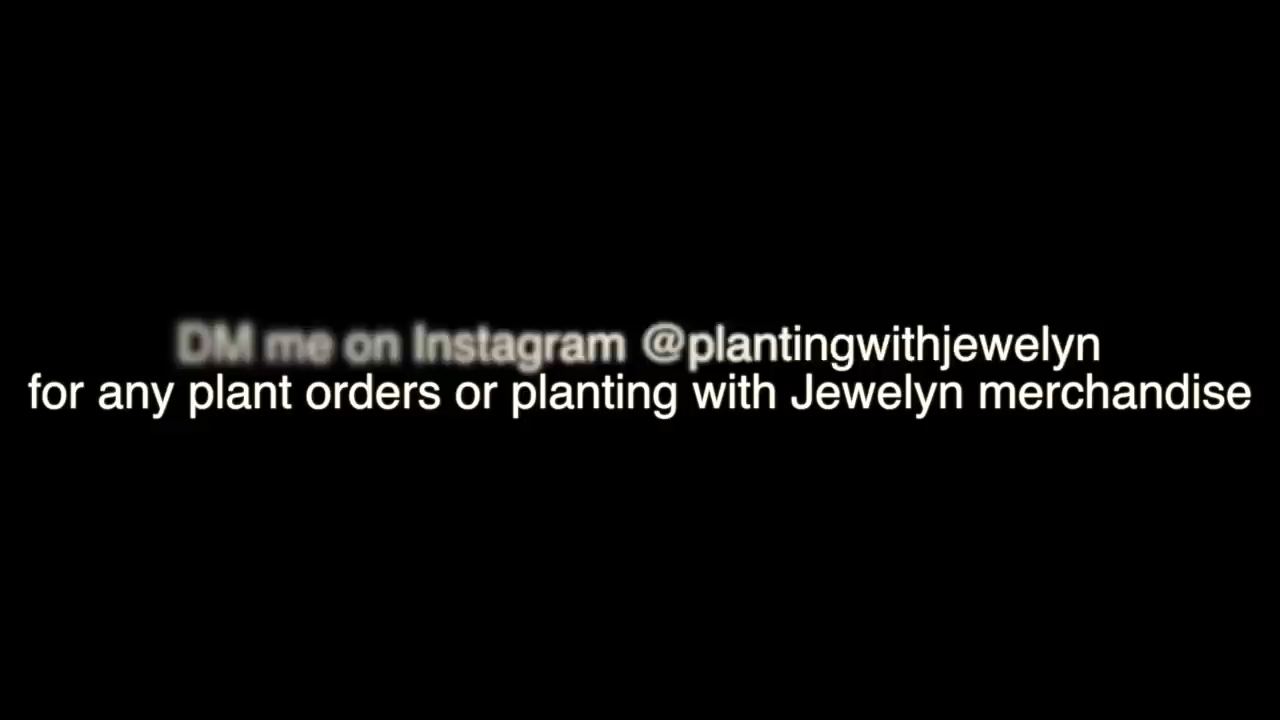 DM me on Instagram @plantingwithjewelyn
for any plant orders or planting with Jewelyn merchandise